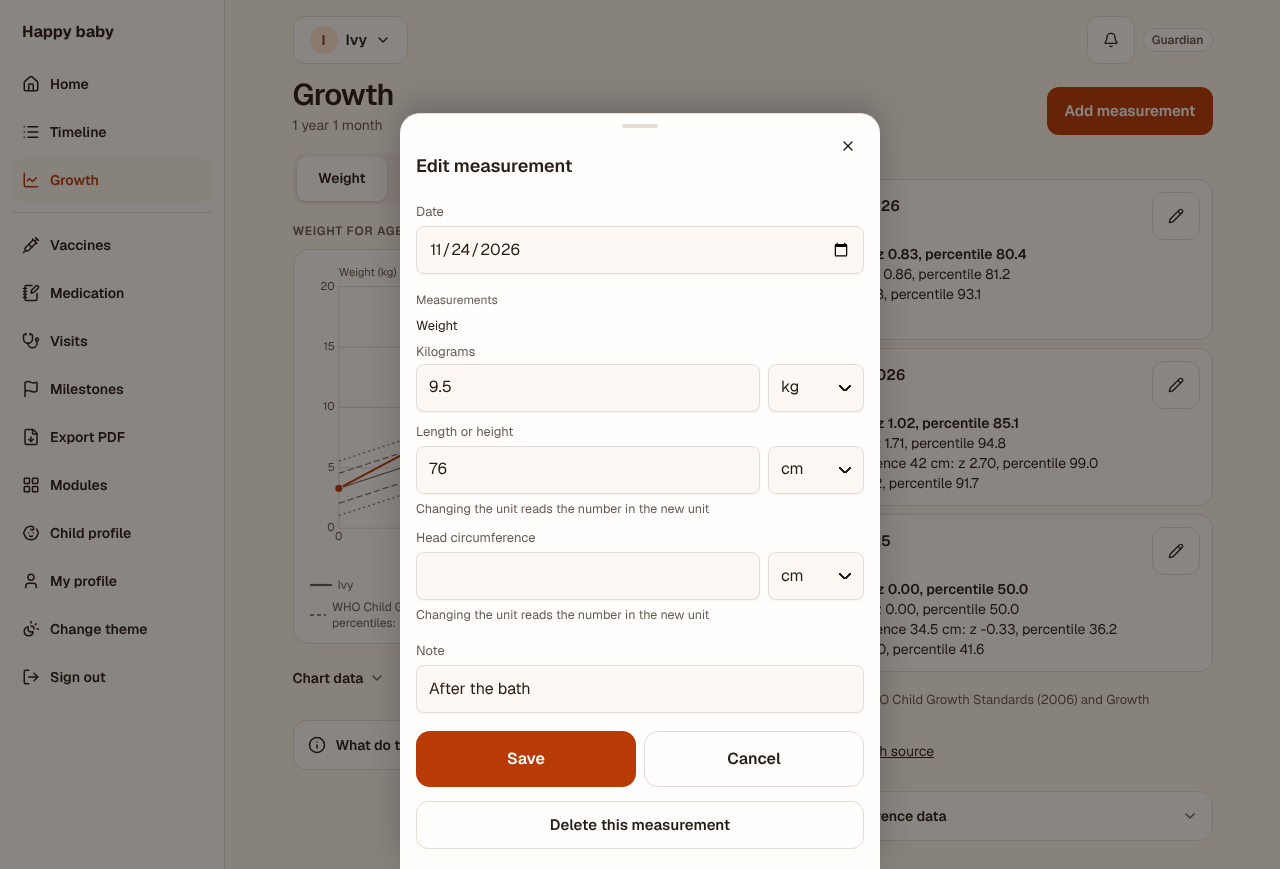 Happy baby
Home
Timeline
Growth
Vaccines
Medication
Visits
Milestones
Export PDF
Modules
Child profile
My profile
Change theme
Sign out
I Ivy
Guardian
Growth
1 year 1 month
Add measurement
Weight
WEIGHT FOR AGE
Weight (kg)
20
15
10
5
0
0
Ivy
WHO Child G
percentiles:
Chart data
What do t
Edit measurement
Date
11/24/2026
Measurements
Weight
Kilograms
9.5 kg
Length or height
76 cm
Changing the unit reads the number in the new unit
Head circumference
cm
Changing the unit reads the number in the new unit
Note
After the bath
Save Cancel
Delete this measurement
26
z 0.83, percentile 80.4
0.86, percentile 81.2
, percentile 93.1
026
z 1.02, percentile 85.1
1.71, percentile 94.8
ence 42 cm: z 2.70, percentile 99.0
2, percentile 91.7
5
z 0.00, percentile 50.0
z 0.00, percentile 50.0
ence 34.5 cm: z -0.33, percentile 36.2
0, percentile 41.6
O Child Growth Standards (2006) and Growth
h source
ence data